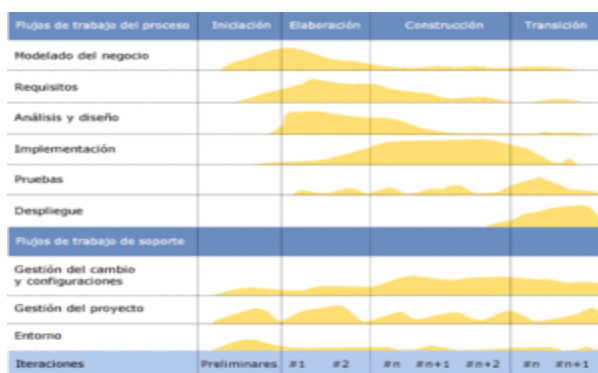 Flujos de trabajo del proceso Iniciación Elaboración Construcción Transición
Modelado del negocio
Requisitos
Análisis y diseño
Implementación
Pruebas
Despliegue
Flujos de trabajo de soporte
Gestión del cambio
y configuraciones
Gestión del proyecto
Entorno
Iteraciones Preliminares #1 #2 #n #n+1 #n+2 #n #n+1